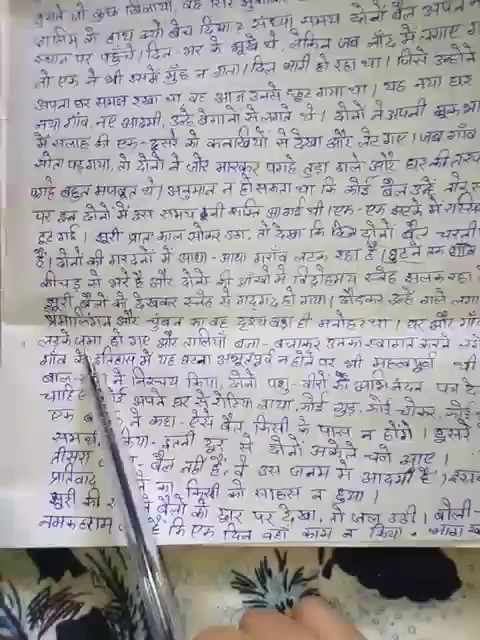 जालिम के हाथ क्यों बेच दिया? संध्या समय दोनों बैल अपने
स्थान पर पहुँचे। दिन-भर के भूखे थे, लेकिन जब नाँद में लगाए ग
तो एक ने भी उसमें मुँह न डाला। दिल भारी हो रहा था। जिसे उन्होंने
अपना घर समझ रखा था वह आज उनसे छूट गया था। यह नया घर
नया गाँव, नए आदमी, उन्हें बेगानों से लगते थे। दोनों ने अपनी मूक भा
में सलाह की एक-दूसरे को कनखियों से देखा और लेट गए। जब गाँव
सोता पड़ गया, तो दोनों ने जोर मारकर पगहे तुड़ा डाले और घर की तरफ
पगहे बहुत मजबूत थे। अनुमान न हो सकता था कि कोई बैल उन्हें तोड़ स
पर इन दोनों में इस समय दूनी शक्ति आ गई थी। एक-एक झटके में रस्सियाँ
टूट गईं। झूरी प्रातः काल सोकर उठा, तो देखा कि दोनों बैल चरनी
हैं। दोनों की गरदनों में आधा-आधा गराँव लटक रहा है। घुटने तक पाँव
कीचड़ से भरे हैं और दोनों की आँखों में विद्रोहमय स्नेह झलक रहा
झूरी बैलों को देखकर स्नेह से गद्गद हो गया। दौड़कर उन्हें गले लगा
प्रेमालिंगन और चुंबन का वह दृश्य बड़ा ही मनोहर था। घर और गाँ
लड़के जमा हो गए और तालियाँ बजा-बजाकर उनका स्वागत करने लगे
गाँव के इतिहास में यह घटना अभूतपूर्व न होने पर भी महत्त्वपूर्ण थी
बाल- ने निश्चय किया, दोनों पशु-वीरों को अभिनंदन पत्र दे
चाहिए कोई अपने घर से रोटियाँ लाया, कोई गुड़, कोई चोकर, कोई
एक बा ने कहा- ऐसे बैल किसी के पास न होंगे। दूसरे
समर्थ किया- इतनी दूर से दोनों अकेले चले आए।
तीसरा बैल नहीं हैं, वे उस जनम के आदमी हैं। इसका
प्रतिवाद का किसी को साहस न हुआ।
झूरी की ने बैलों को द्वार पर देखा, तो जल उठी। बोली-
नमक हराम हैं कि एक दिन वहाँ काम न किया।